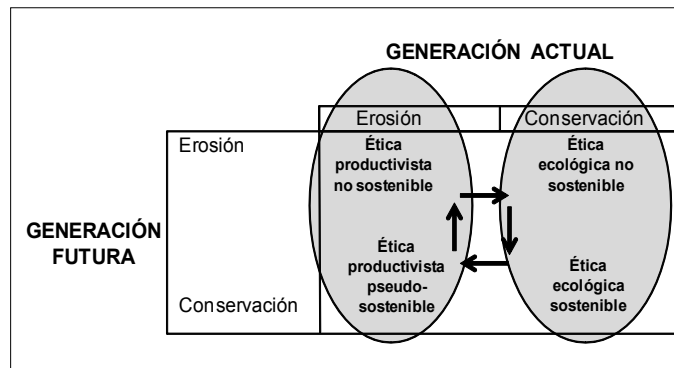 GENERACIÓN ACTUAL
Erosión
Conservación
Erosión
Ética
productivista
no sostenible
Ética
ecológica no
sostenible
GENERACIÓN
FUTURA
Ética
productivista
pseudo-
sostenible
Ética
ecológica
sostenible
Conservación